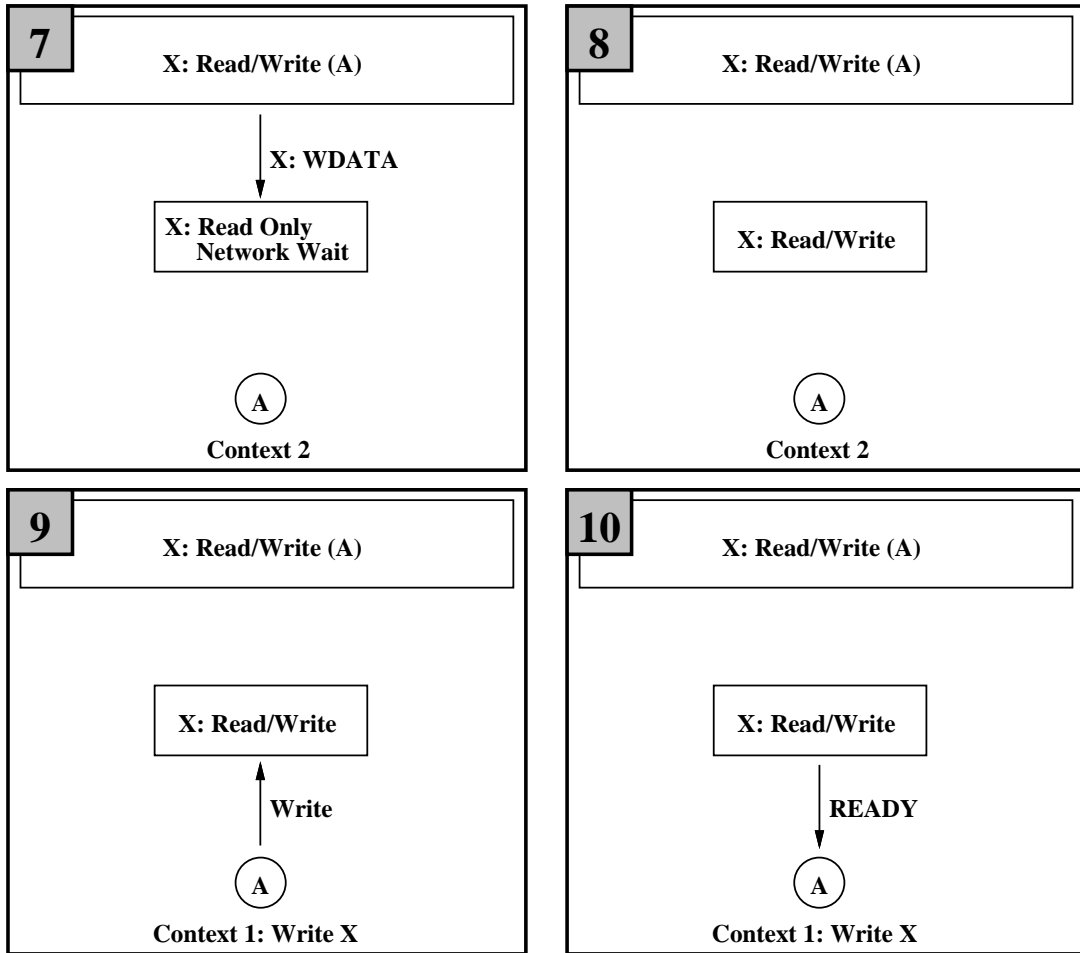 7
X: Read/Write (A)
X: WDATA
X: Read Only
Network Wait
A
Context 2
8
X: Read/Write (A)
X: Read/Write
A
Context 2
9
X: Read/Write (A)
X: Read/Write
Write
A
Context 1: Write X
10
X: Read/Write (A)
X: Read/Write
READY
A
Context 1: Write X